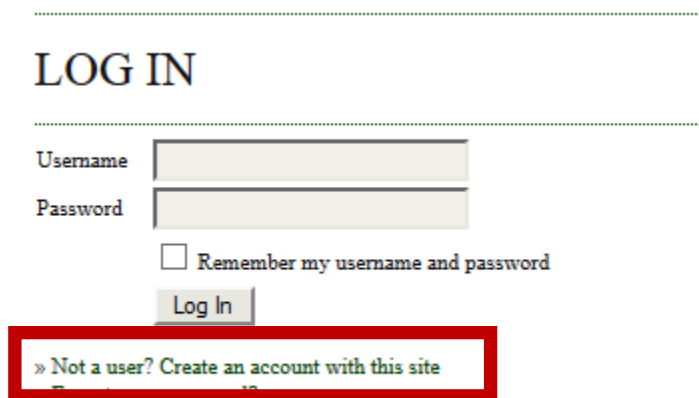 LOG IN
Username
Password
Remember my username and password
Log In
» Not a user? Create an account with this site